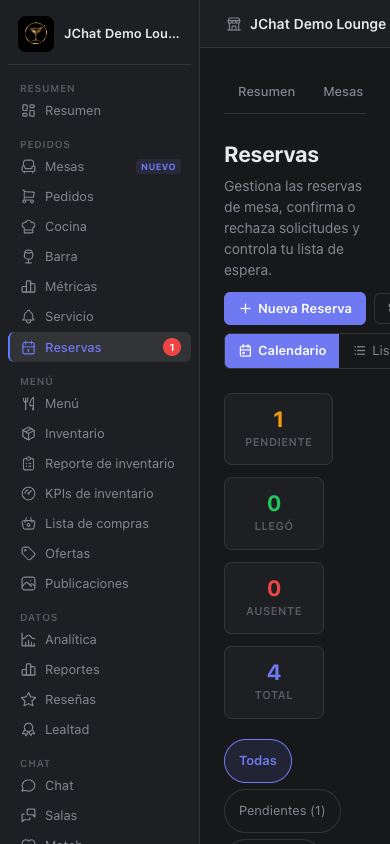 JChat Demo Lou...
RESUMEN
Resumen
PEDIDOS
Mesas NUEVO
Pedidos
Cocina
Barra
Métricas
Servicio
Reservas 1
MENÚ
Menú
Inventario
Reporte de inventario
KPIs de inventario
Lista de compras
Ofertas
Publicaciones
DATOS
Analítica
Reportes
Reseñas
Lealtad
CHAT
Chat
Salas
JChat Demo Lounge
Resumen Mesas
Reservas
Gestiona las reservas
de mesa, confirma o
rechaza solicitudes y
controla tu lista de
espera.
+ Nueva Reserva
Calendario Lis
1
PENDIENTE
0
LLEGÓ
0
AUSENTE
4
TOTAL
Todas
Pendientes (1)